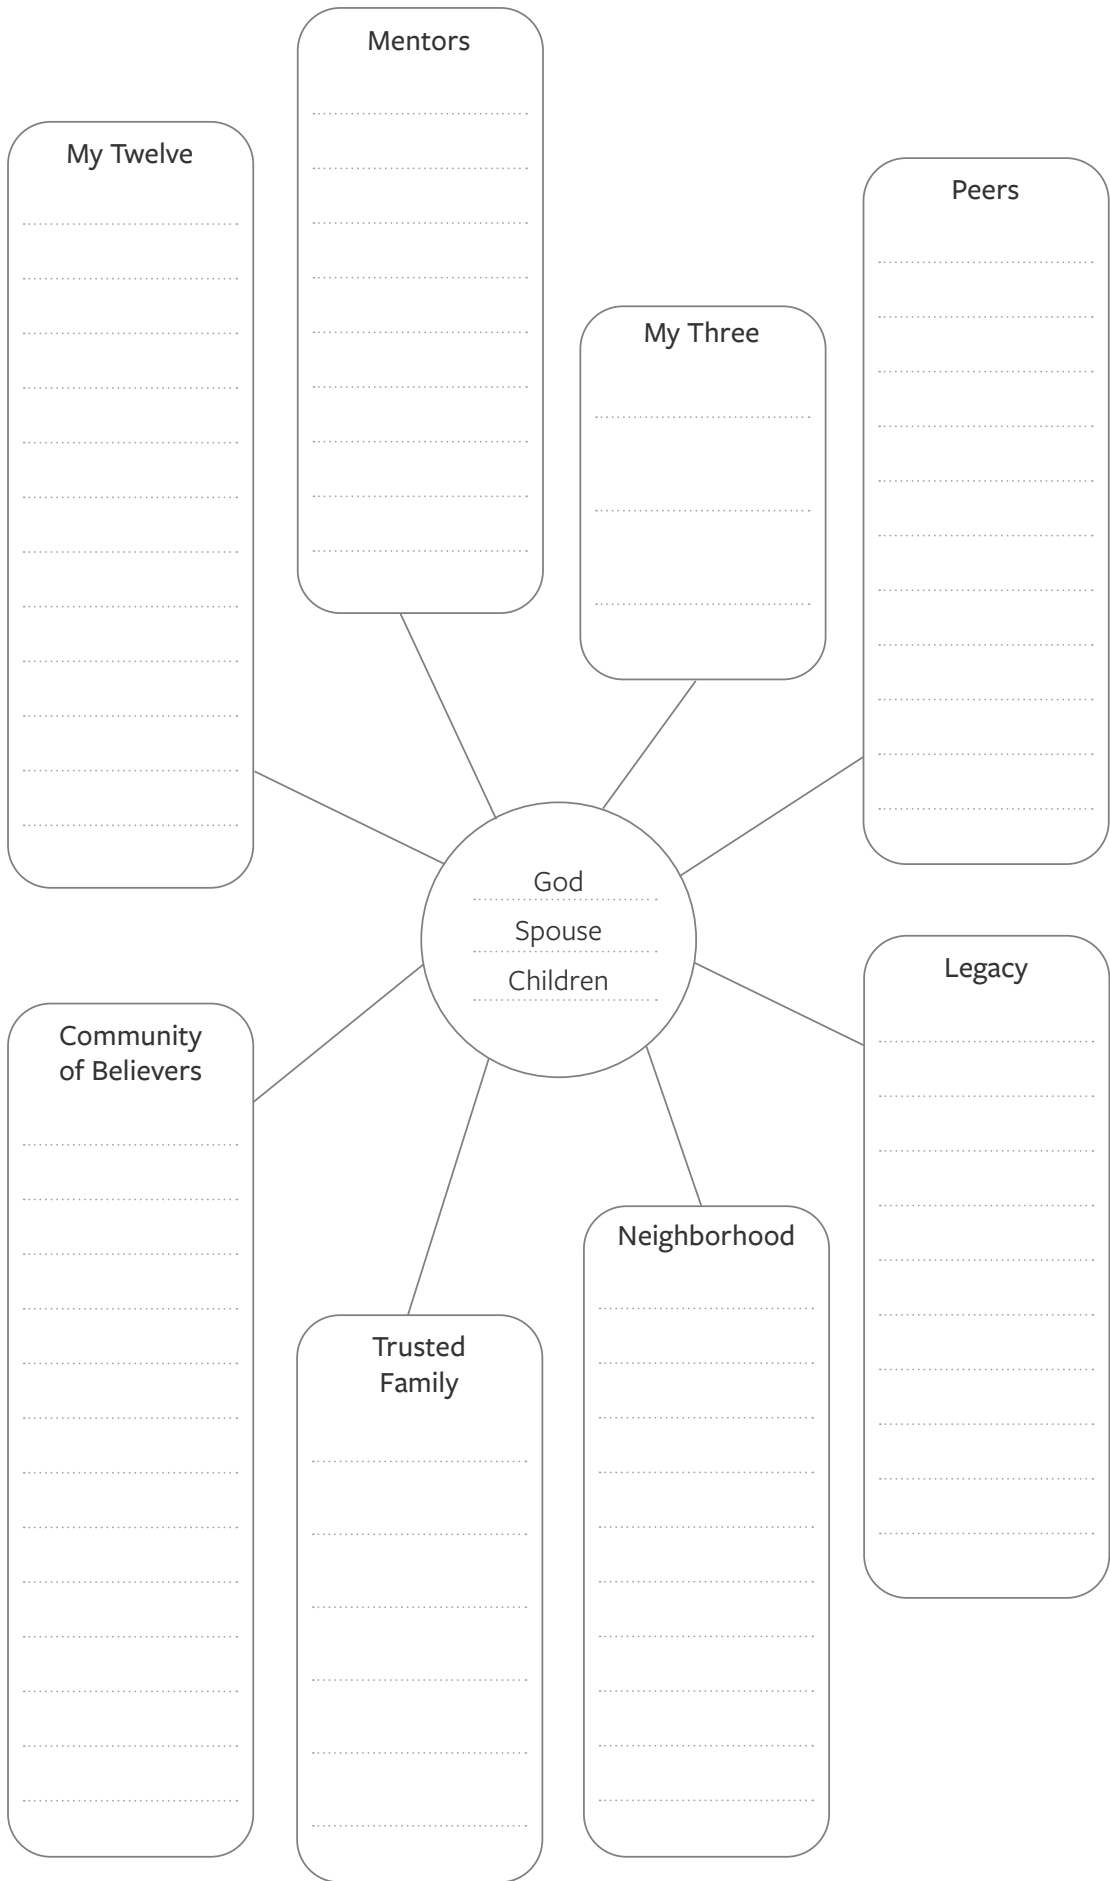 Mentors
My Twelve
Peers
My Three
God
Spouse
Children
Legacy
Community
of Believers
Neighborhood
Trusted
Family